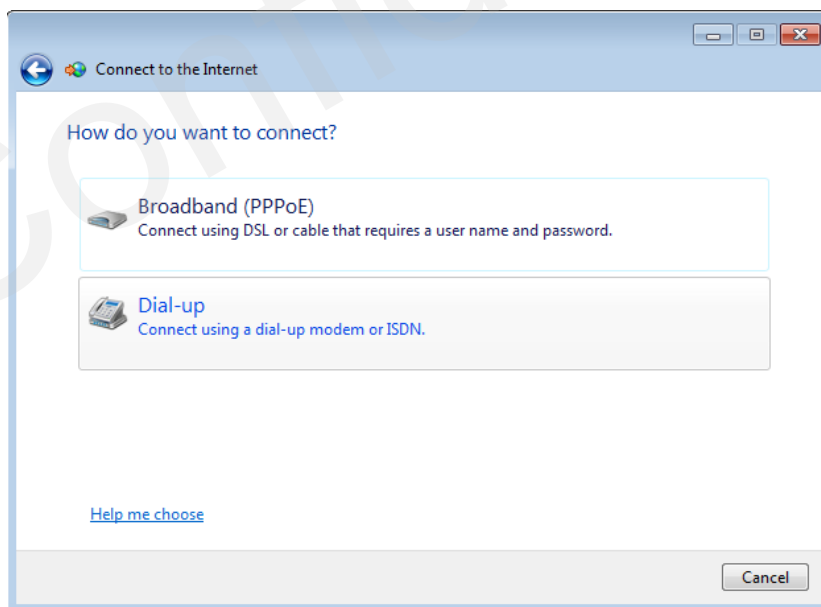 Connect to the Internet
How do you want to connect?
Broadband (PPPoE)
Connect using DSL or cable that requires a user name and password.
Dial-up
Connect using a dial-up modem or ISDN.
Help me choose
Cancel